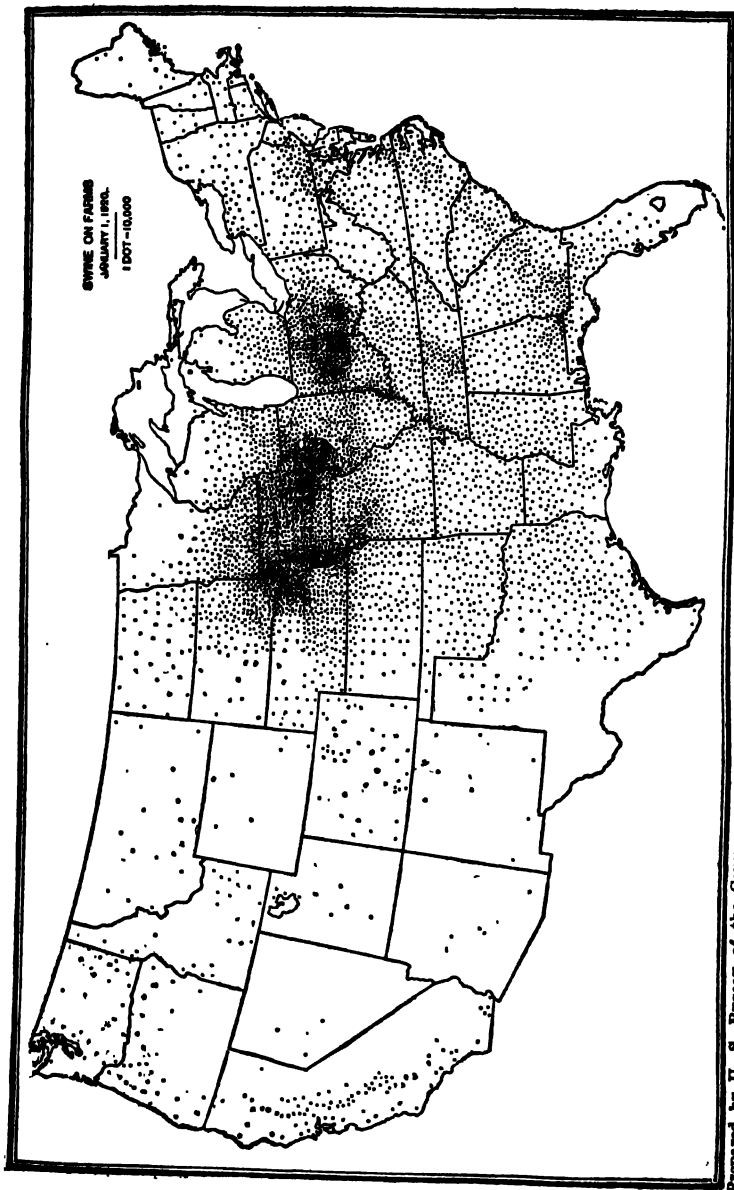 SWINE ON FARMS
JANUARY 1, 1920.
1 DOT=10,000
Prepared by U. S. Bureau of the